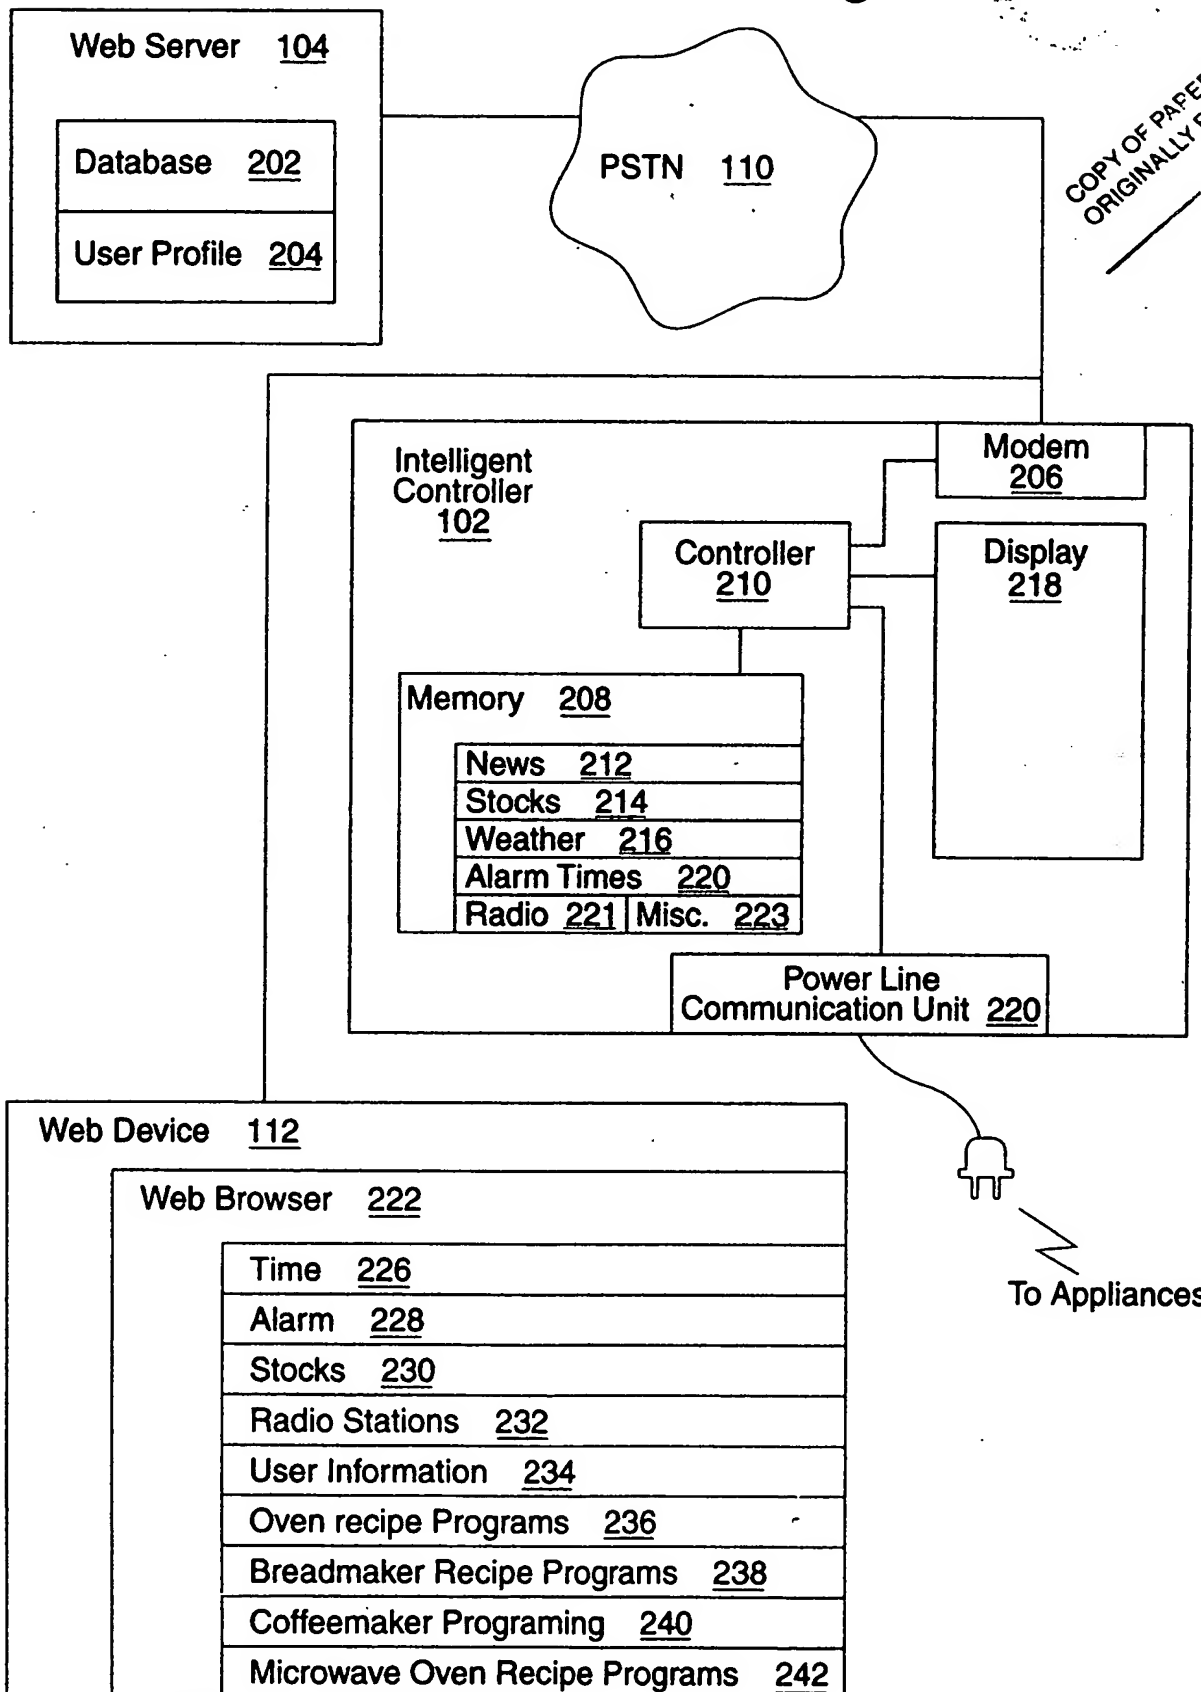 Web Server 104
Database 202
User Profile 204
PSTN 110
COPY OF
ORIGINALLY
Intelligent
Controller
102
Modem
206
Controller
210
Display
218
Memory 208
News 212
Stocks 214
Weather 216
Alarm Times 220
Radio 221
Misc. 223
Power Line
Communication Unit 220
To Appliances
Web Device 112
Web Browser 222
Time 226
Alarm 228
Stocks 230
Radio Stations 232
User Information 234
Oven recipe Programs 236
Breadmaker Recipe Programs 238
Coffeemaker Programing 240
Microwave Oven Recipe Programs 242